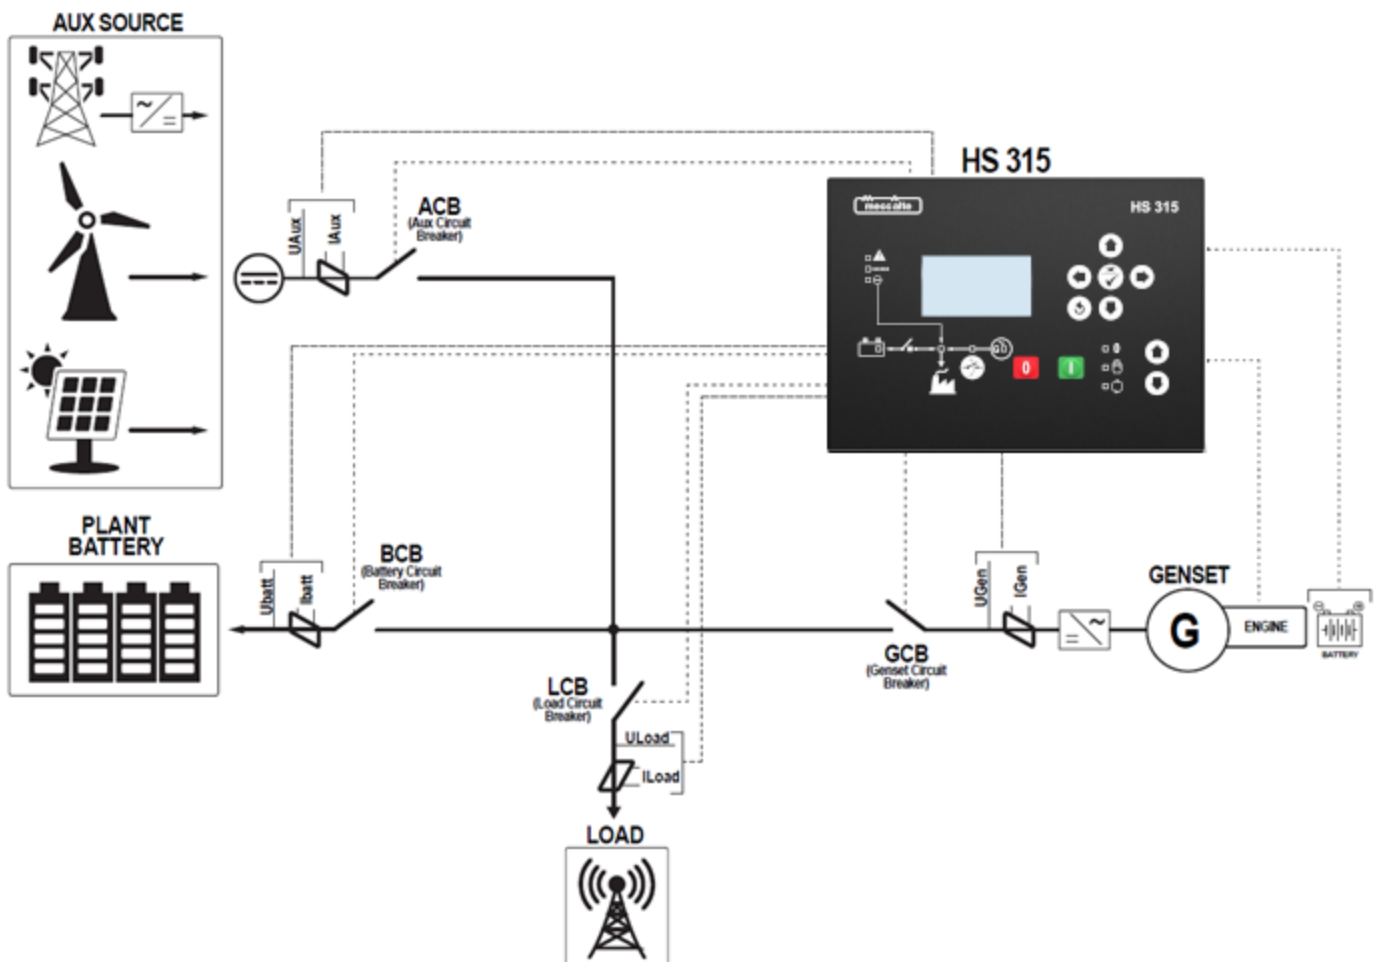 AUX SOURCE
HS 315
meccalte
HS 315
ACB
(Aux Circuit
Breaker)
UAux
IAux
0
I
PLANT
BATTERY
BCB
(Battery Circuit
Breaker)
Ubatt
Ibatt
UGen
IGen
GENSET
G
ENGINE
BATTERY
GCB
(Genset Circuit
Breaker)
LCB
(Load Circuit
Breaker)
ULoad
ILoad
LOAD